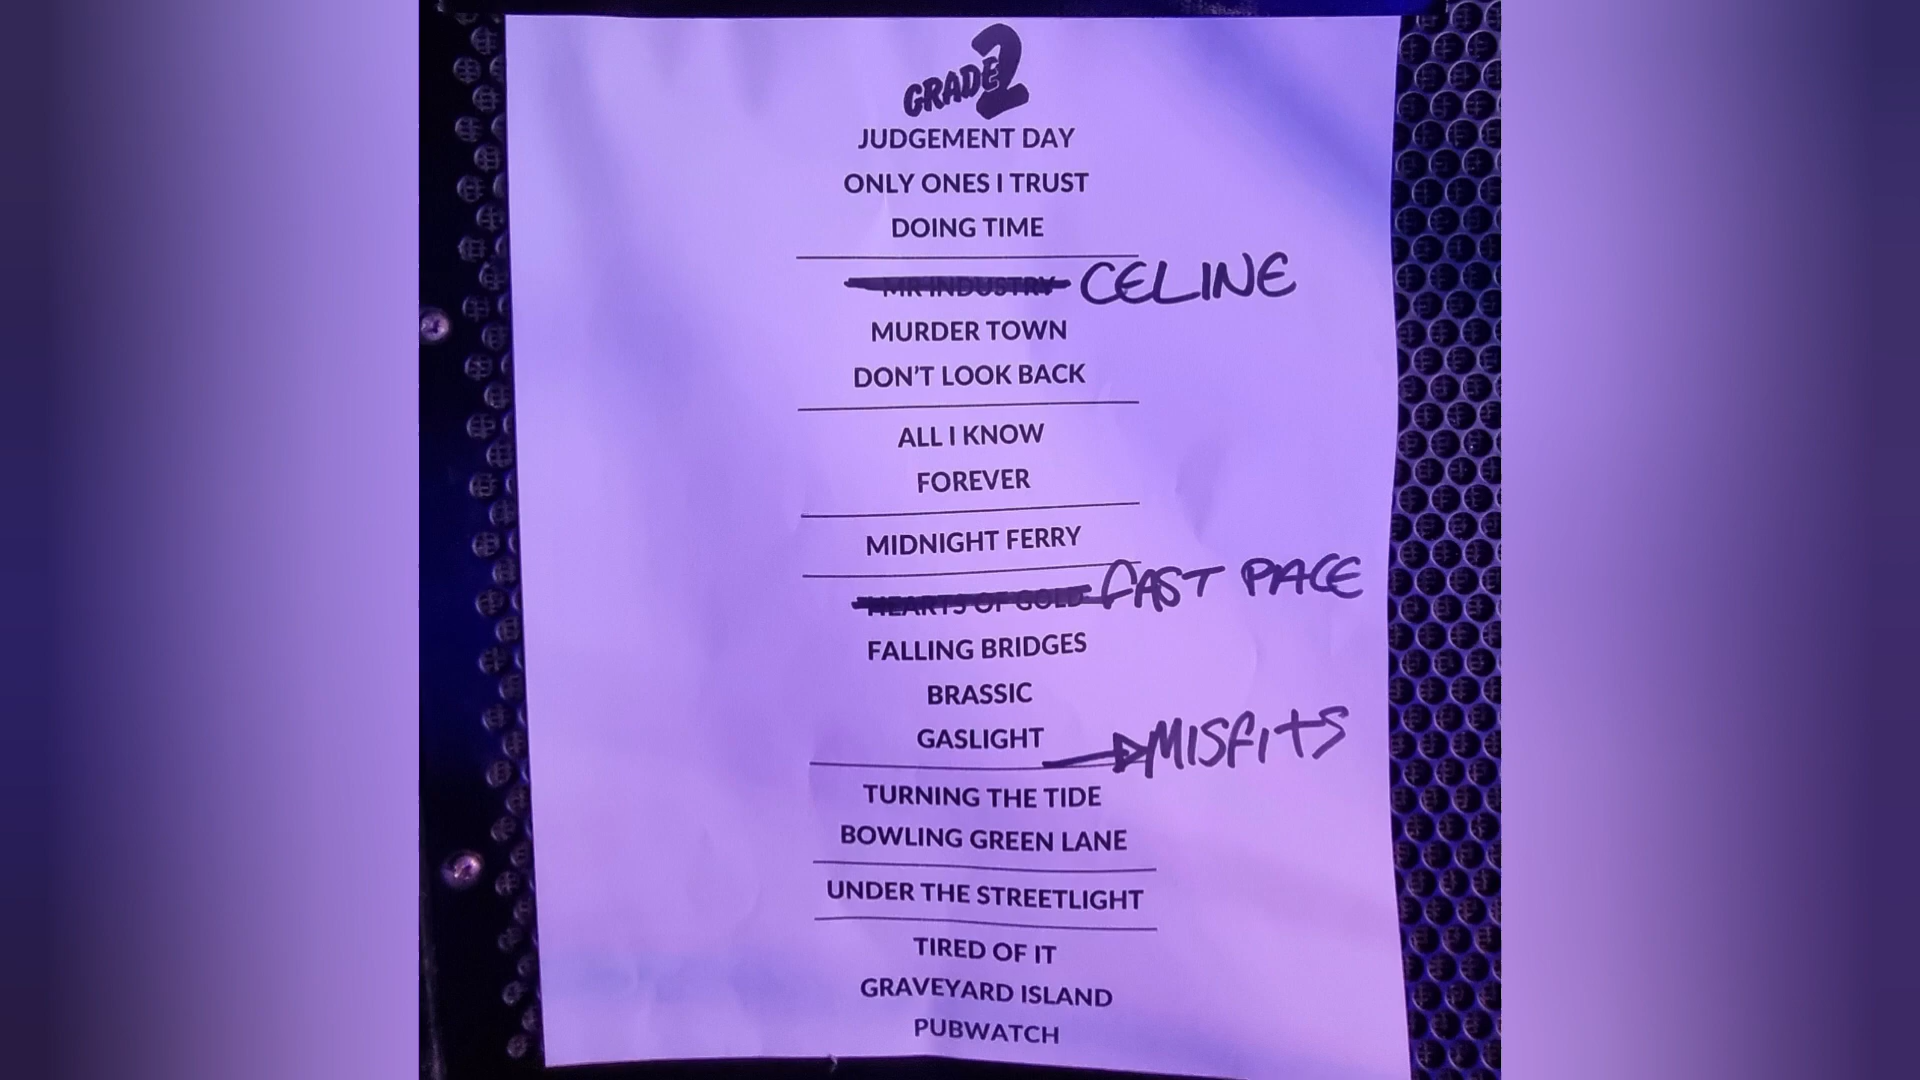 GRADE 2
JUDGEMENT DAY
ONLY ONES I TRUST
DOING TIME
MR INDUSTRY CELINE
MURDER TOWN
DON'T LOOK BACK
ALL I KNOW
FOREVER
MIDNIGHT FERRY
HEARTS OF GOLD FAST PACE
FALLING BRIDGES
BRASSIC
GASLIGHT
MISFITS
TURNING THE TIDE
BOWLING GREEN LANE
UNDER THE STREETLIGHT
TIRED OF IT
GRAVEYARD ISLAND
PUBWATCH